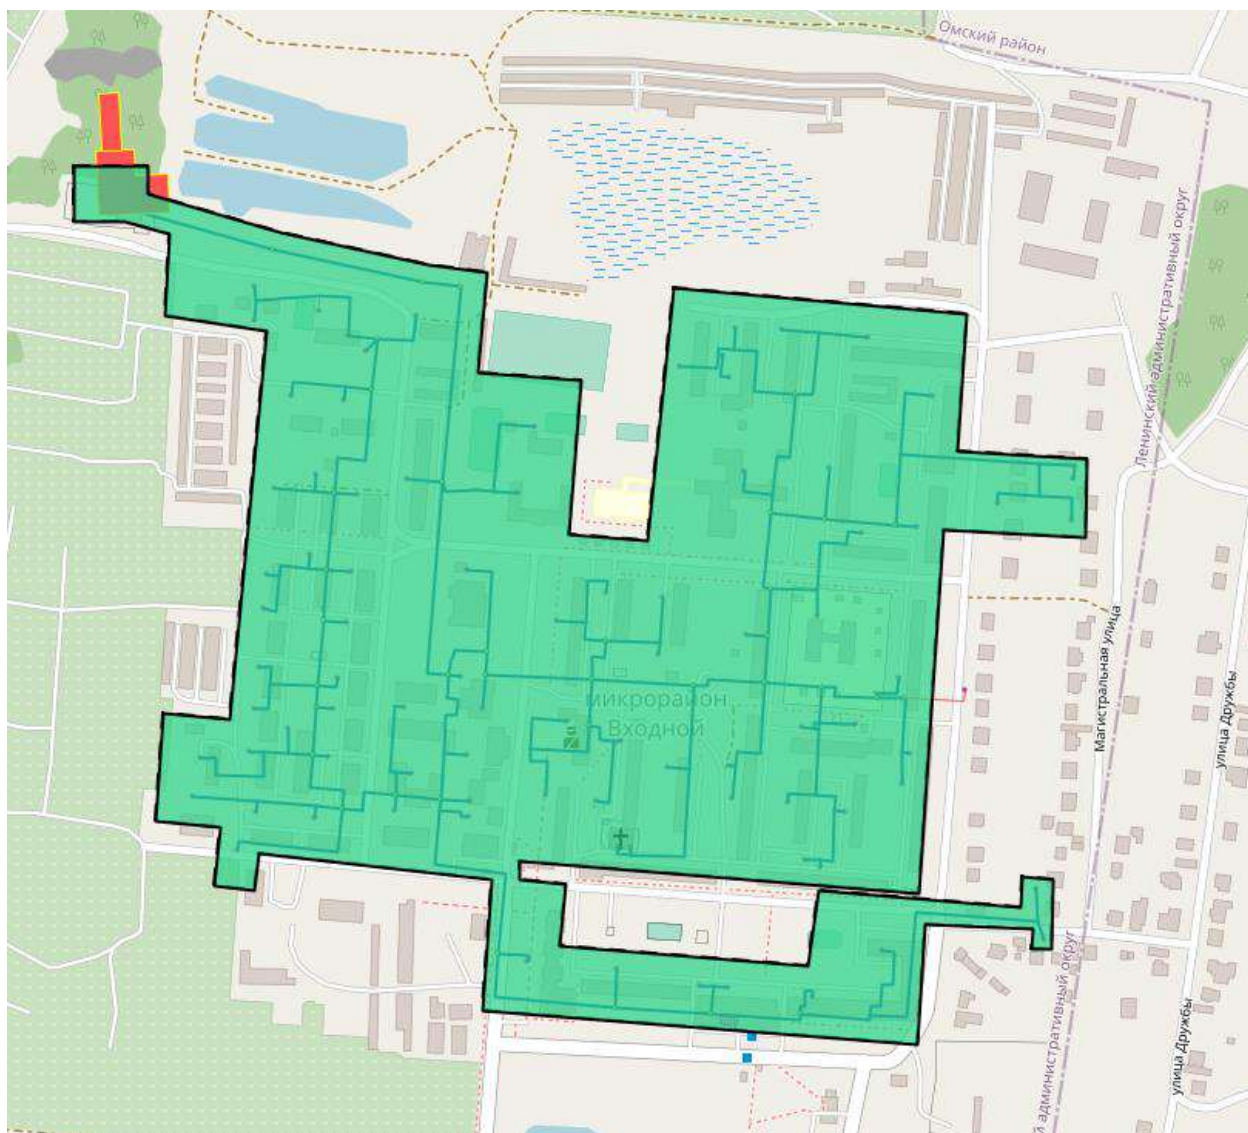 Омский район
Ленинский административный округ
микрорайон
Входной
Магистральная улица
улица Дружбы
й административный округ
улица Дружбы